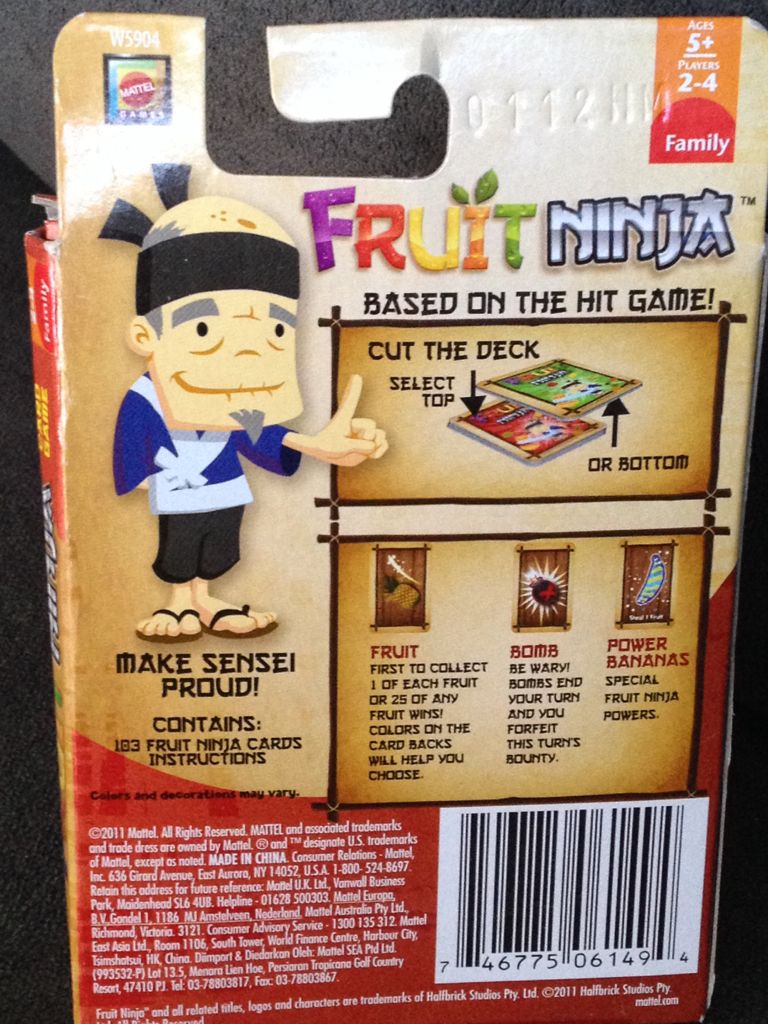 W5904
MATTEL
GAMES
AGES
5+
PLAYERS
2-4
Family
FRUIT NINJA™
BASED ON THE HIT GAME!
CUT THE DECK
SELECT
TOP
OR BOTTOM
MAKE SENSEI
PROUD!
CONTAINS:
103 FRUIT NINJA CARDS
INSTRUCTIONS
Colors and decorations may vary.
FRUIT
FIRST TO COLLECT
1 OF EACH FRUIT
OR 25 OF ANY
FRUIT WINS!
COLORS ON THE
CARD BACKS
WILL HELP YOU
CHOOSE.
BOMB
BE WARY!
BOMBS END
YOUR TURN
AND YOU
FORFEIT
THIS TURN'S
BOUNTY.
Steal 1 Fruit
POWER
BANANAS
SPECIAL
FRUIT NINJA
POWERS.
©2011 Mattel. All Rights Reserved. MATTEL and associated trademarks
and trade dress are owned by Mattel. ® and ™ designate U.S. trademarks
of Mattel, except as noted. MADE IN CHINA. Consumer Relations - Mattel,
Inc. 636 Girard Avenue, East Aurora, NY 14052, U.S.A. 1-800- 524-8697.
Retain this address for future reference: Mattel U.K. Ltd., Vanwall Business
Park, Maidenhead SL6 4UB. Helpline - 01628 500303. Mattel Europa,
B.V. Gondel 1, 1186 MJ Amstelveen, Nederland. Mattel Australia Pty Ltd.,
Richmond, Victoria. 3121. Consumer Advisory Service - 1300 135 312. Mattel
East Asia Ltd., Room 1106, South Tower, World Finance Centre, Harbour City,
Tsimshatsui, HK, China. Diimport & Diedarkan Oleh: Mattel SEA Ptd Ltd.
(993532-P) Lot 13.5, Menara Lien Hoe, Persiaran Tropicana Golf Country
Resort, 47410 PJ. Tel: 03-78803817, Fax: 03-78803867.
7 46775 06149 4
Fruit Ninja™ and all related titles, logos and characters are trademarks of Halfbrick Studios Pty. Ltd. ©2011 Halfbrick Studios
Pty Ltd. All Rights Reserved.
mattel.com
Family
CARD
GAME
NINJA